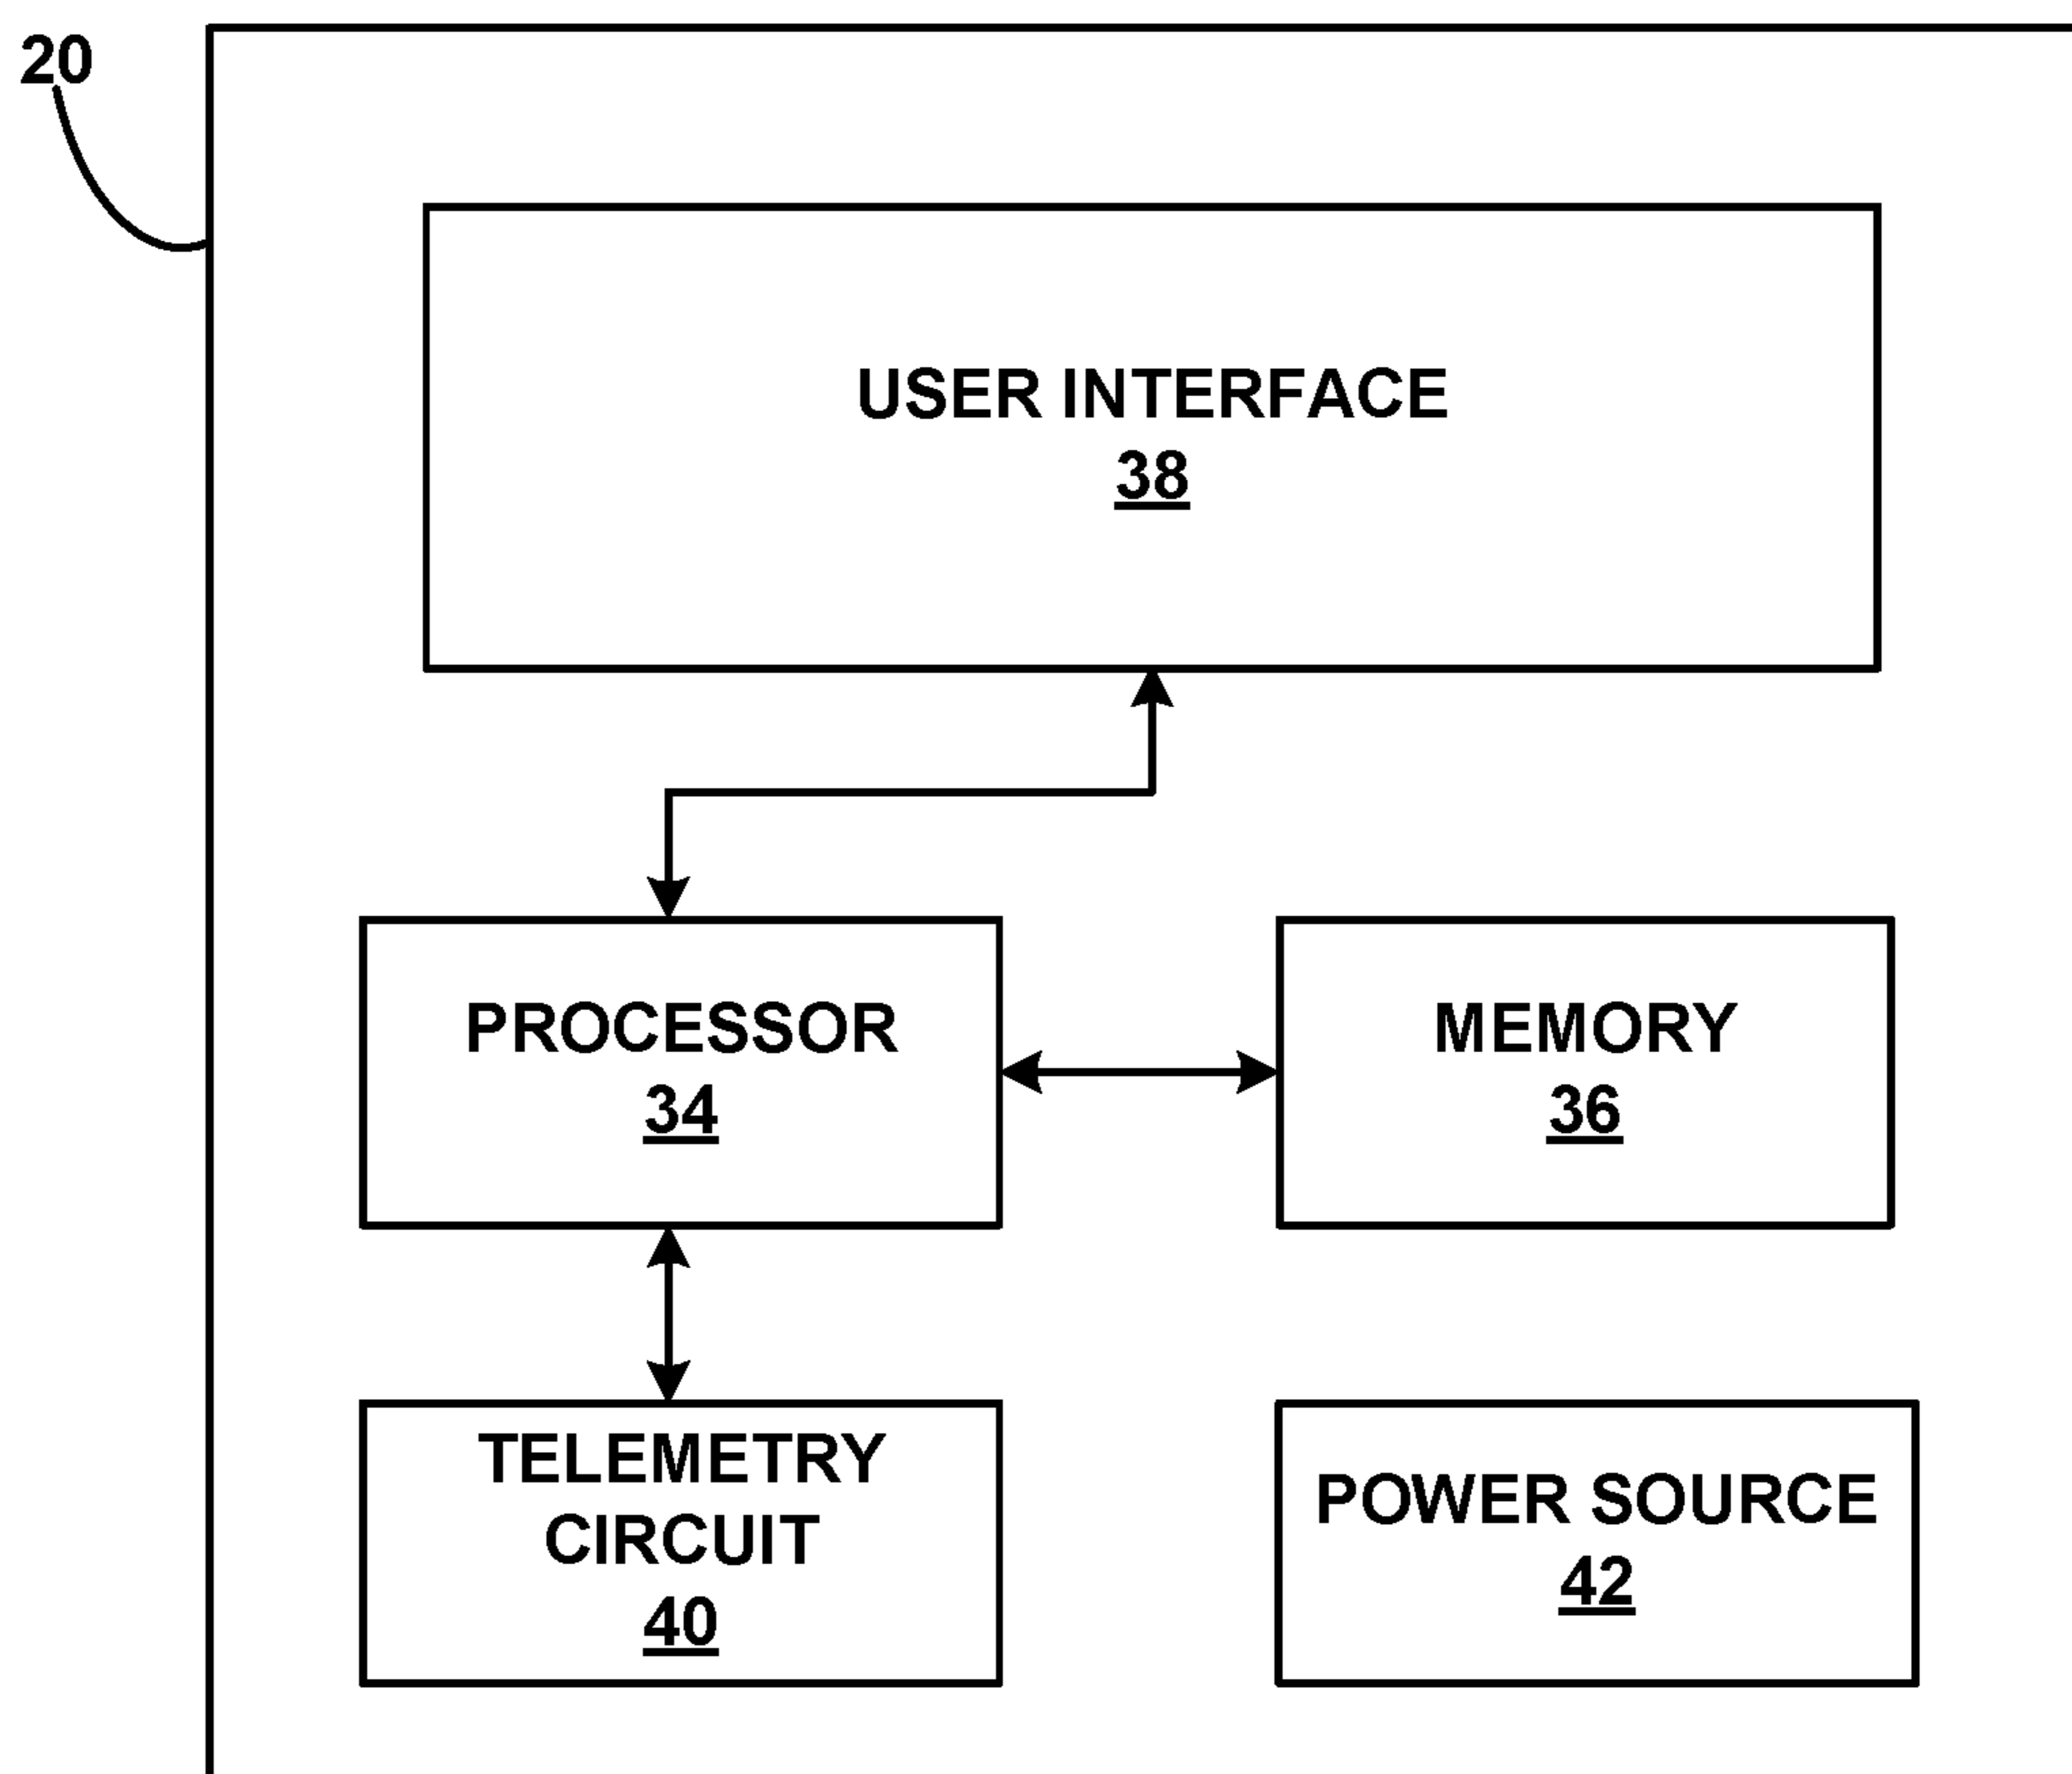 20
USER INTERFACE
38
PROCESSOR
34
MEMORY
36
TELEMETRY
CIRCUIT
40
POWER SOURCE
42